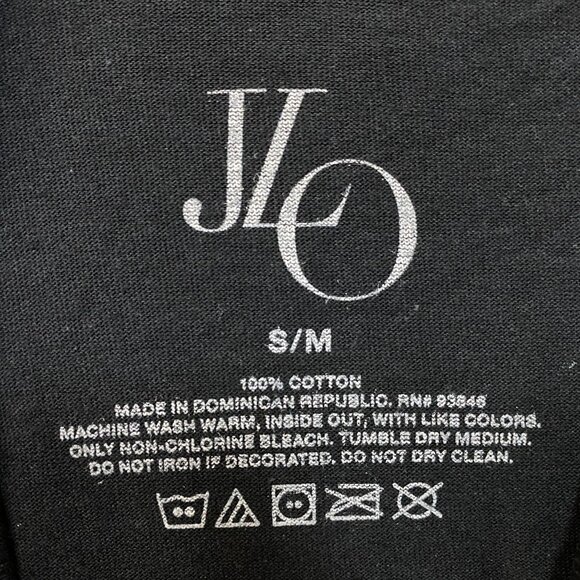 JLO
S/M
100% COTTON
MADE IN DOMINICAN REPUBLIC. RN# 93846
MACHINE WASH WARM, INSIDE OUT, WITH LIKE COLORS.
ONLY NON-CHLORINE BLEACH. TUMBLE DRY MEDIUM.
DO NOT IRON IF DECORATED. DO NOT DRY CLEAN.